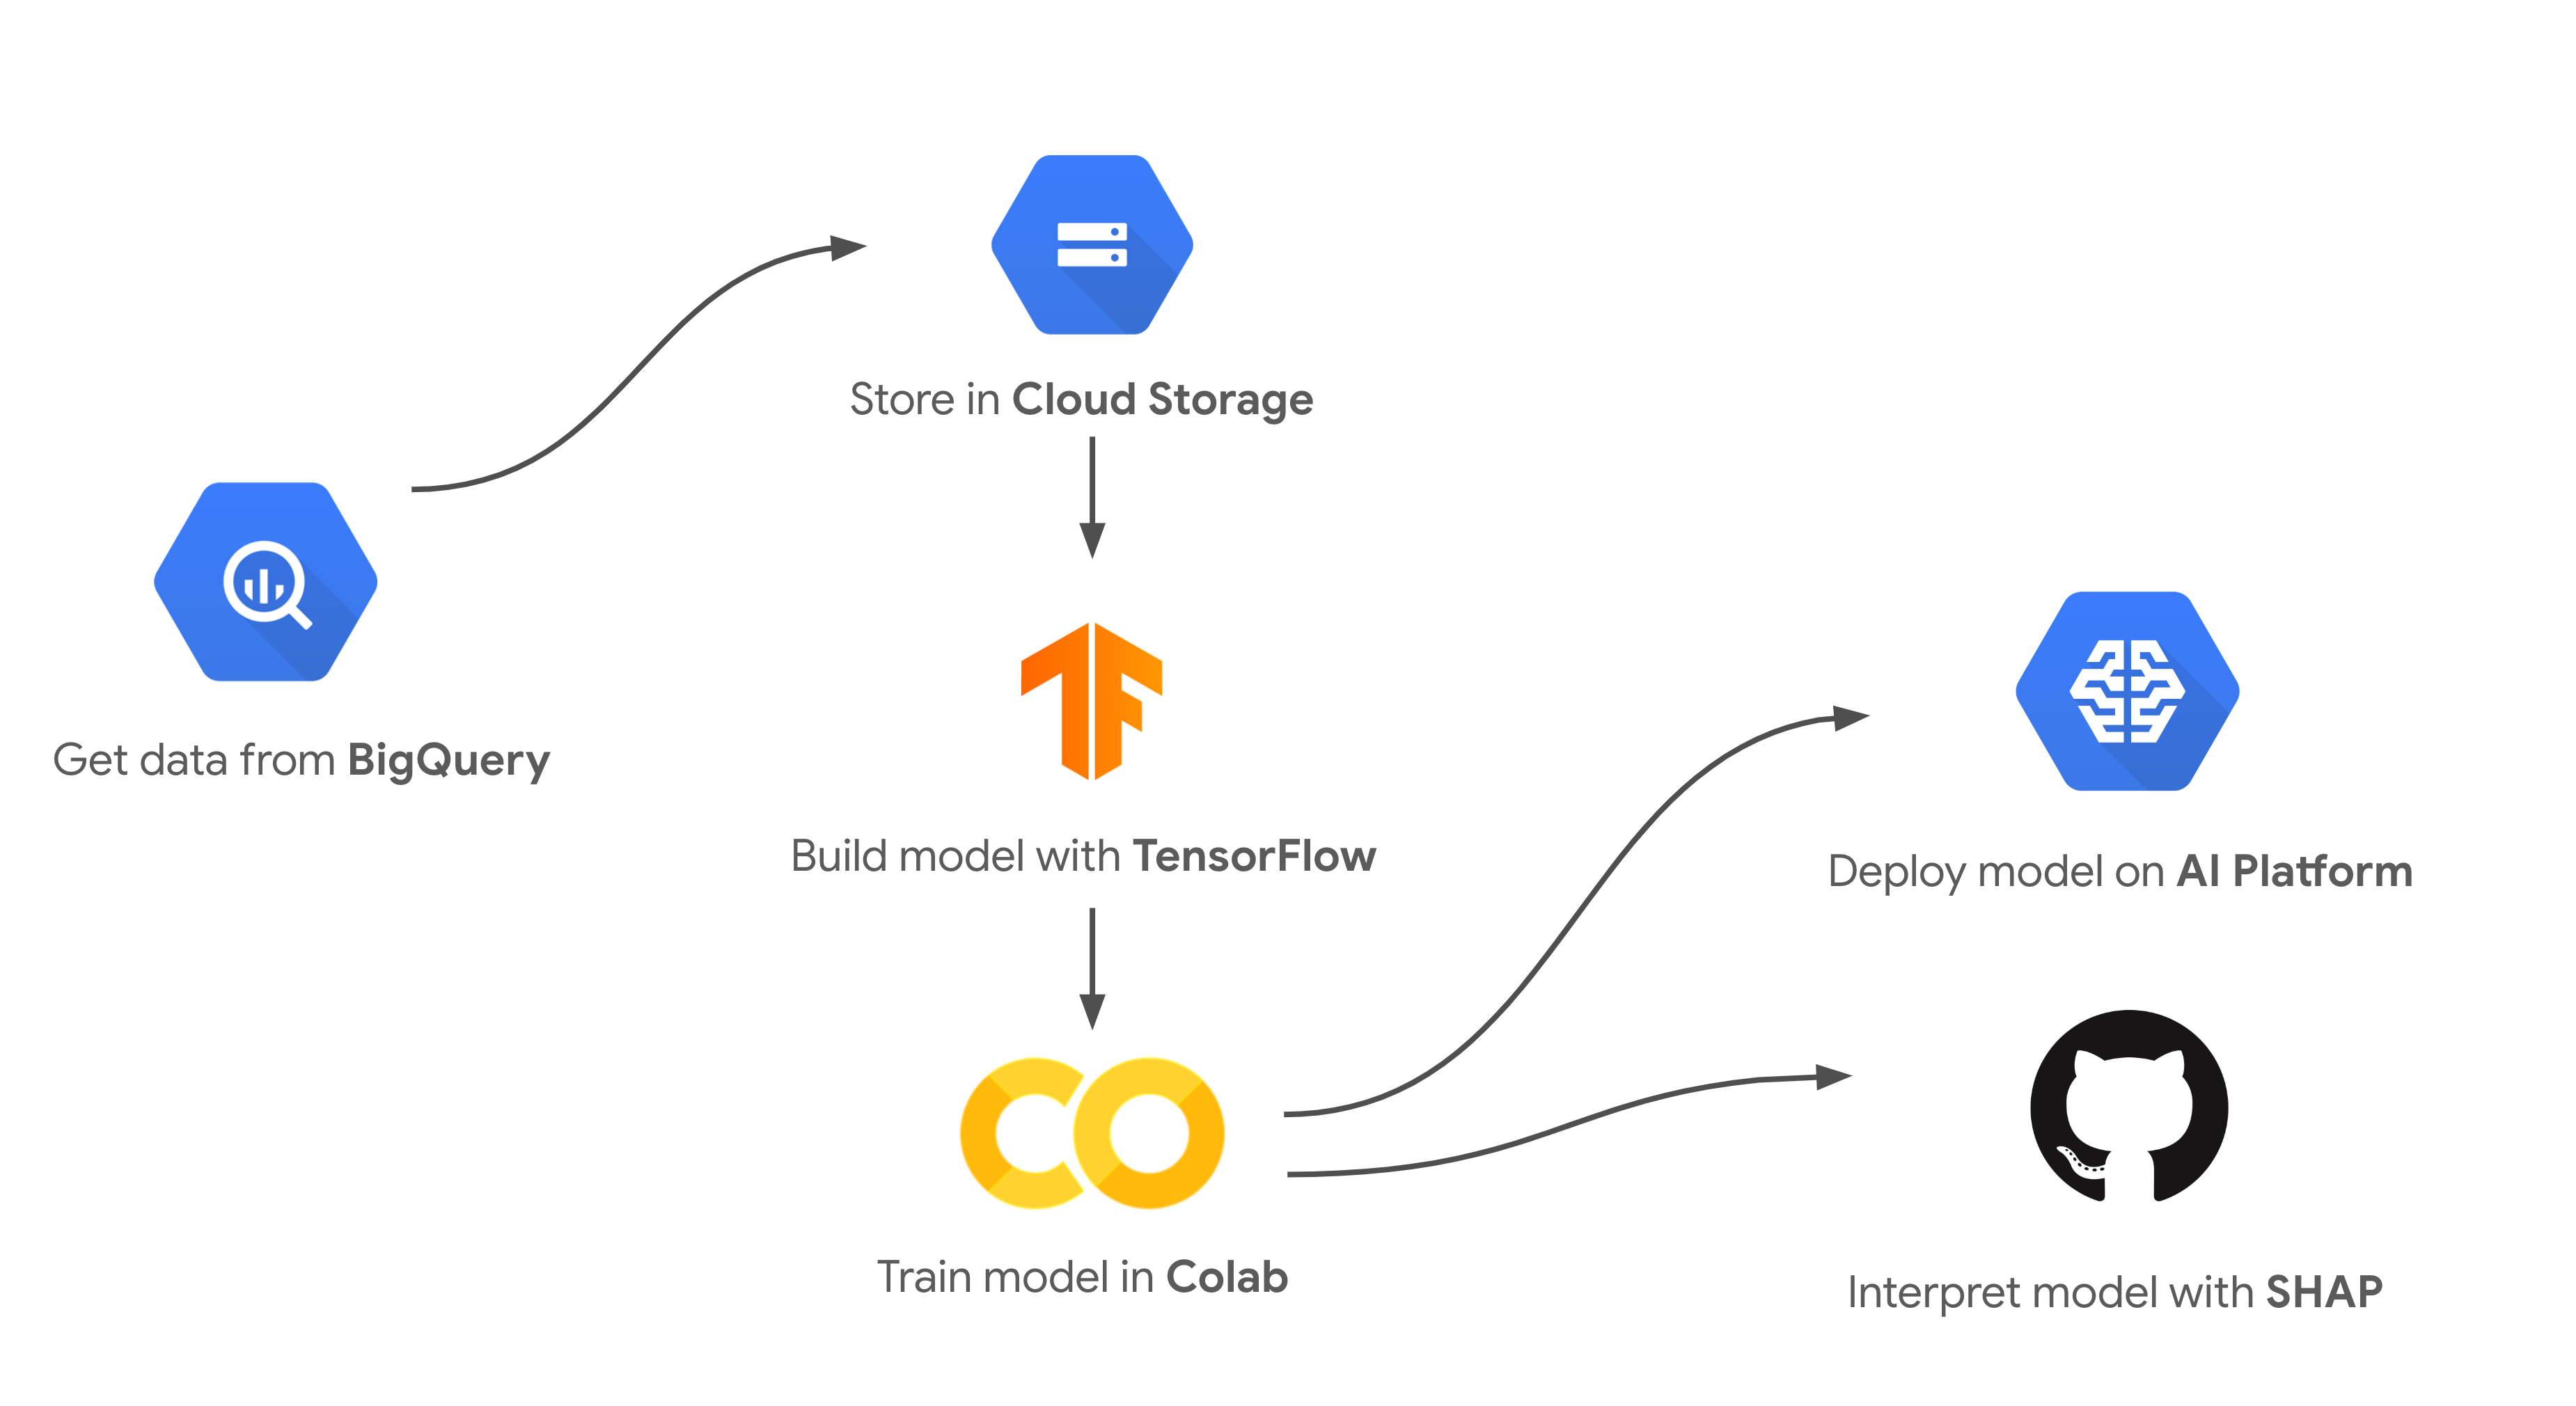 Store in Cloud Storage
Get data from BigQuery
Build model with TensorFlow
Deploy model on AI Platform
Train model in Colab
Interpret model with SHAP